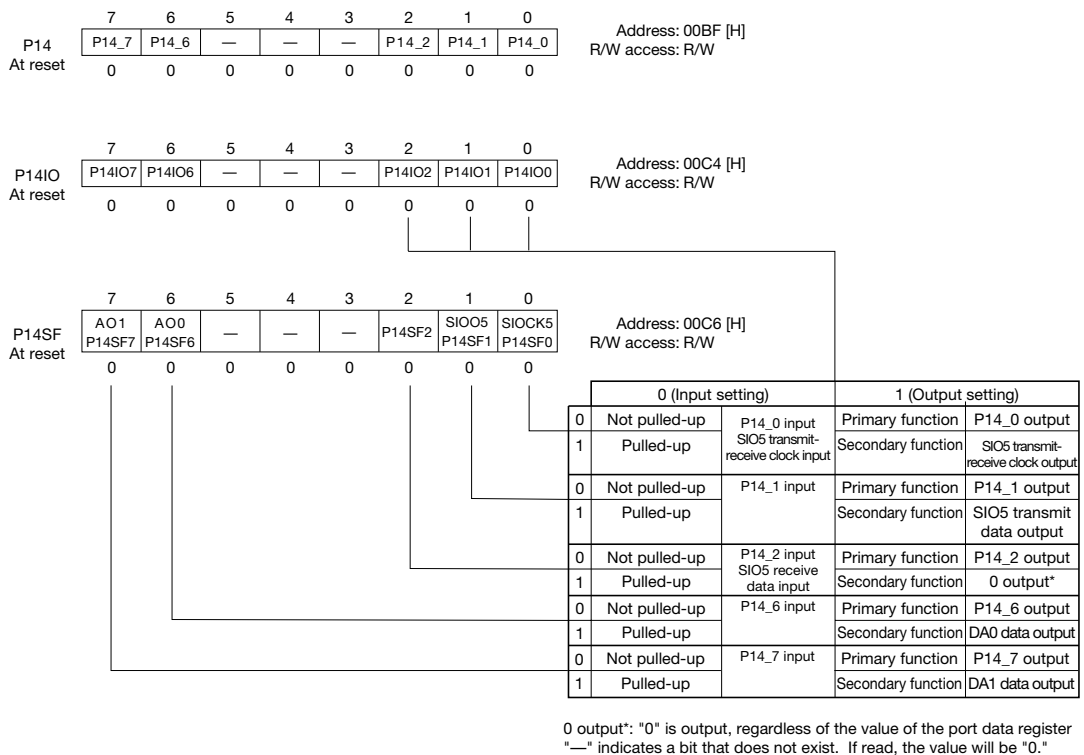 7 6 5 4 3 2 1 0
P14 P14_7 P14_6 — — — P14_2 P14_1 P14_0 Address: 00BF [H]
At reset 0 0 0 0 0 0 0 0 R/W access: R/W
7 6 5 4 3 2 1 0
P14IO P14IO7 P14IO6 — — — P14IO2 P14IO1 P14IO0 Address: 00C4 [H]
At reset 0 0 0 0 0 0 0 0 R/W access: R/W
7 6 5 4 3 2 1 0
AO1 AO0 SIOO5 SIOCK5 Address: 00C6 [H]
P14SF P14SF7 P14SF6 — — — P14SF2 P14SF1 P14SF0 R/W access: R/W
At reset 0 0 0 0 0 0 0 0
0 (Input setting) 1 (Output setting)
0 Not pulled-up P14_0 input Primary function P14_0 output
SIO5 transmit-
receive clock input
1 Pulled-up Secondary function SIO5 transmit-
receive clock output
0 Not pulled-up P14_1 input Primary function P14_1 output
1 Pulled-up Secondary function SIO5 transmit
data output
0 Not pulled-up P14_2 input Primary function P14_2 output
SIO5 receive
data input
1 Pulled-up Secondary function 0 output*
0 Not pulled-up P14_6 input Primary function P14_6 output
1 Pulled-up Secondary function DA0 data output
0 Not pulled-up P14_7 input Primary function P14_7 output
1 Pulled-up Secondary function DA1 data output
0 output*: "0" is output, regardless of the value of the port data register
"—" indicates a bit that does not exist. If read, the value will be "0."